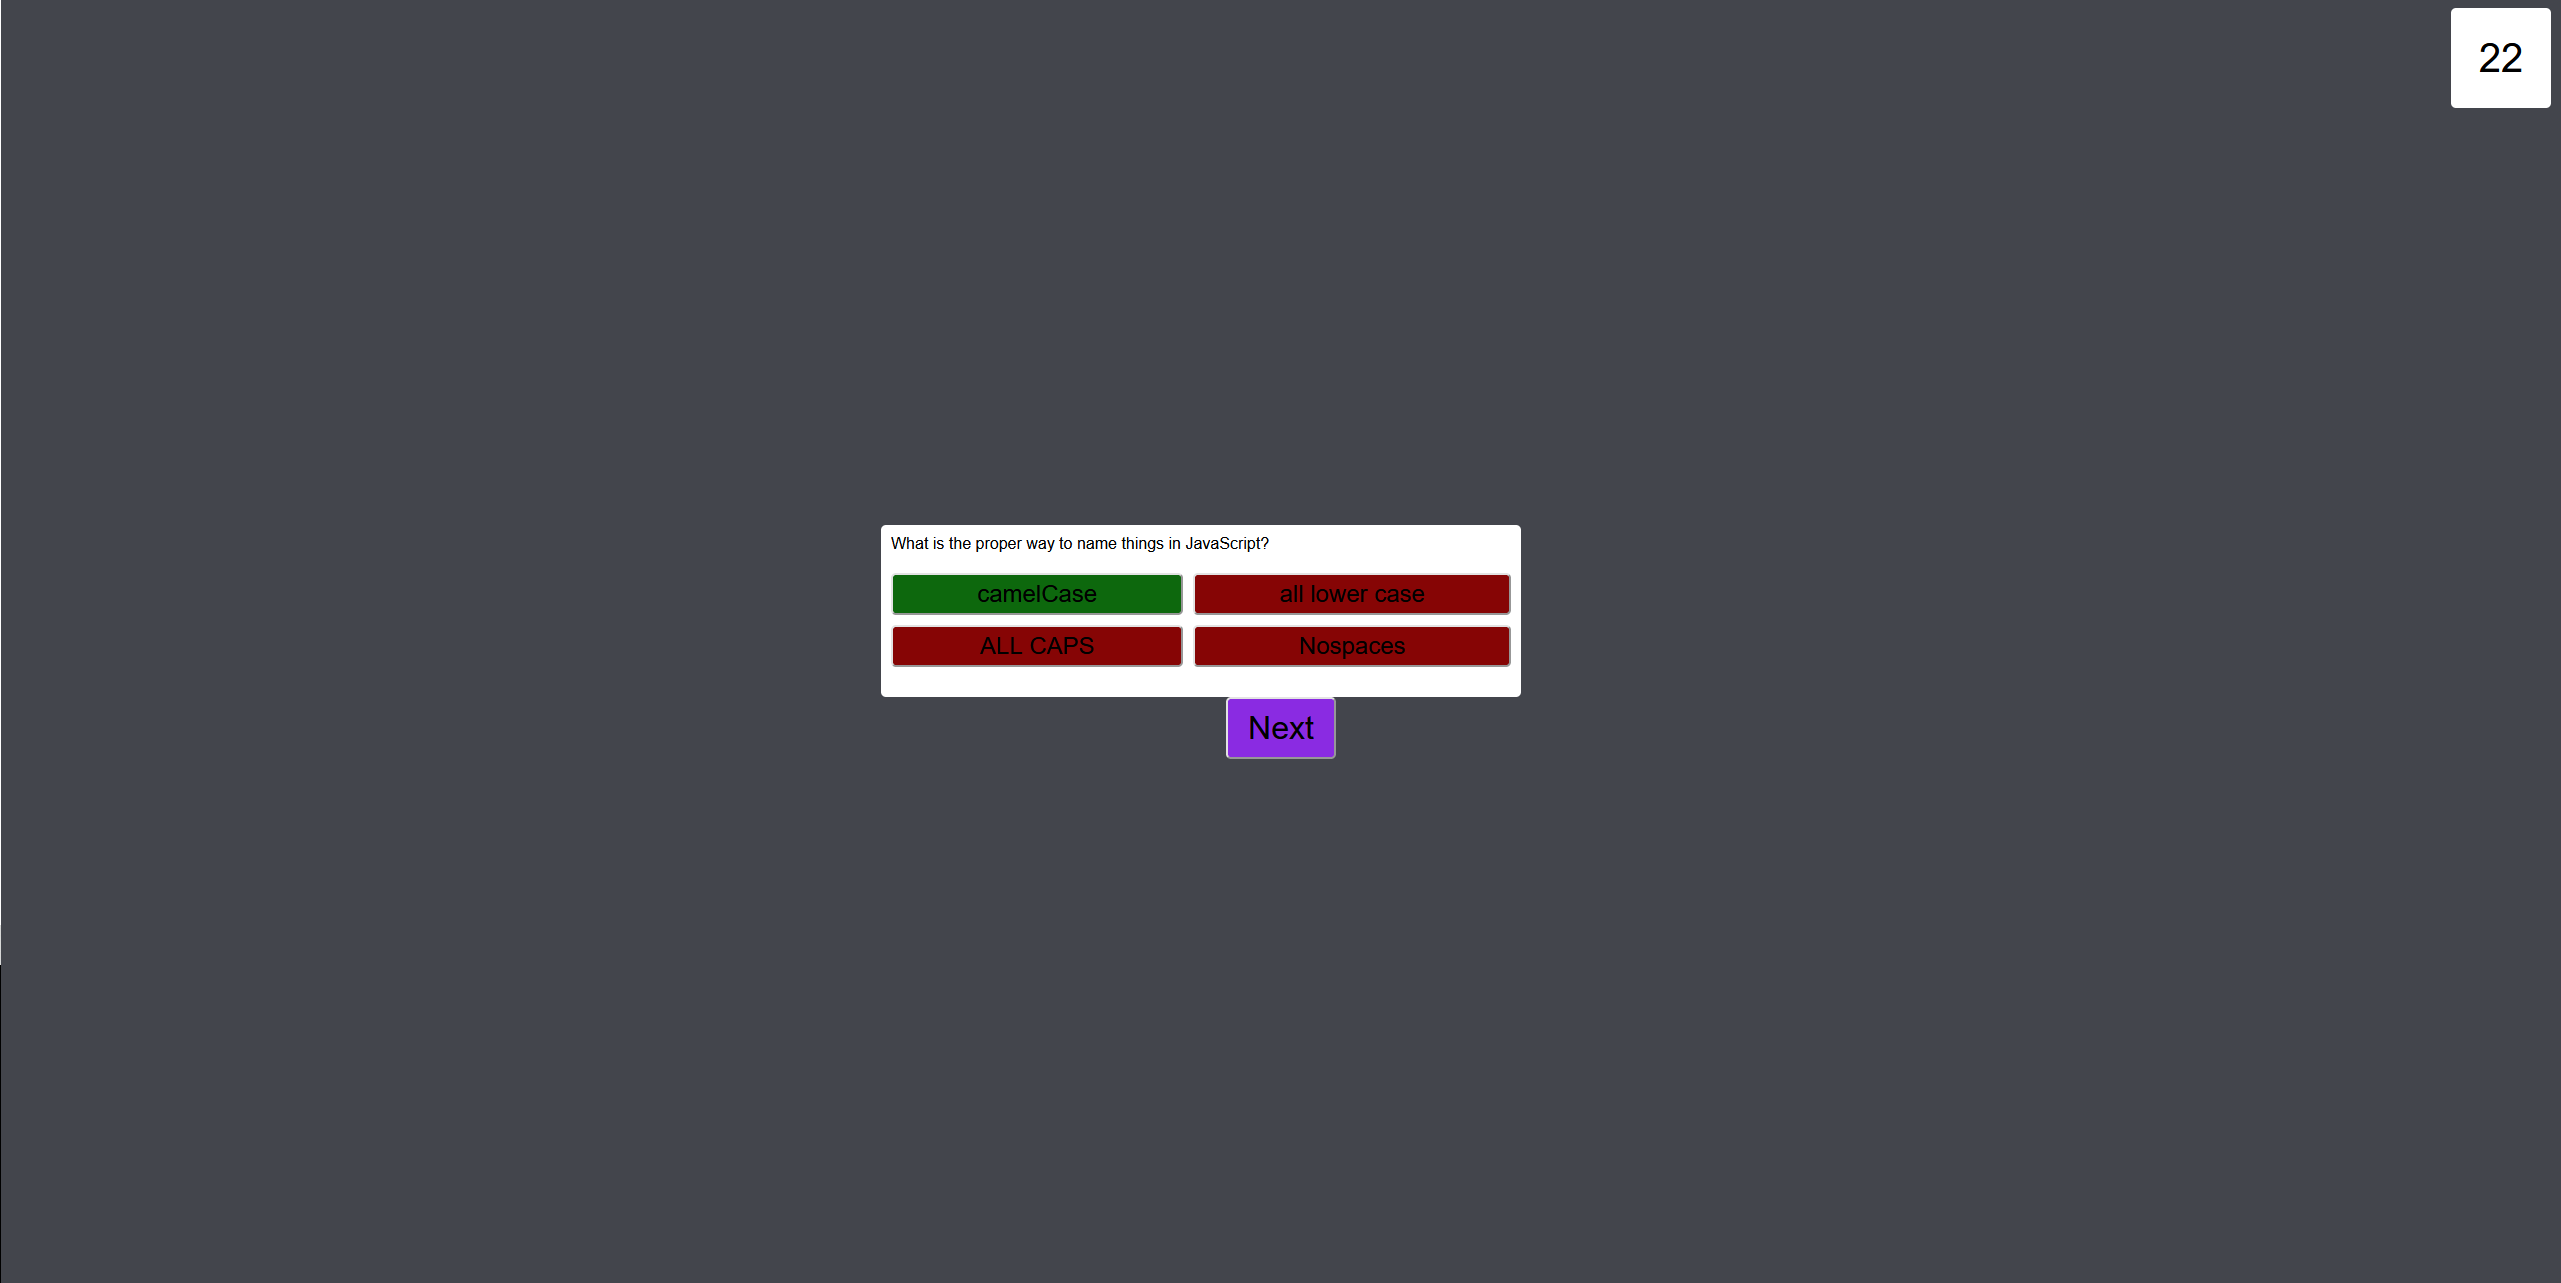 22
What is the proper way to name things in JavaScript?
camelCase
all lower case
ALL CAPS
Nospaces
Next